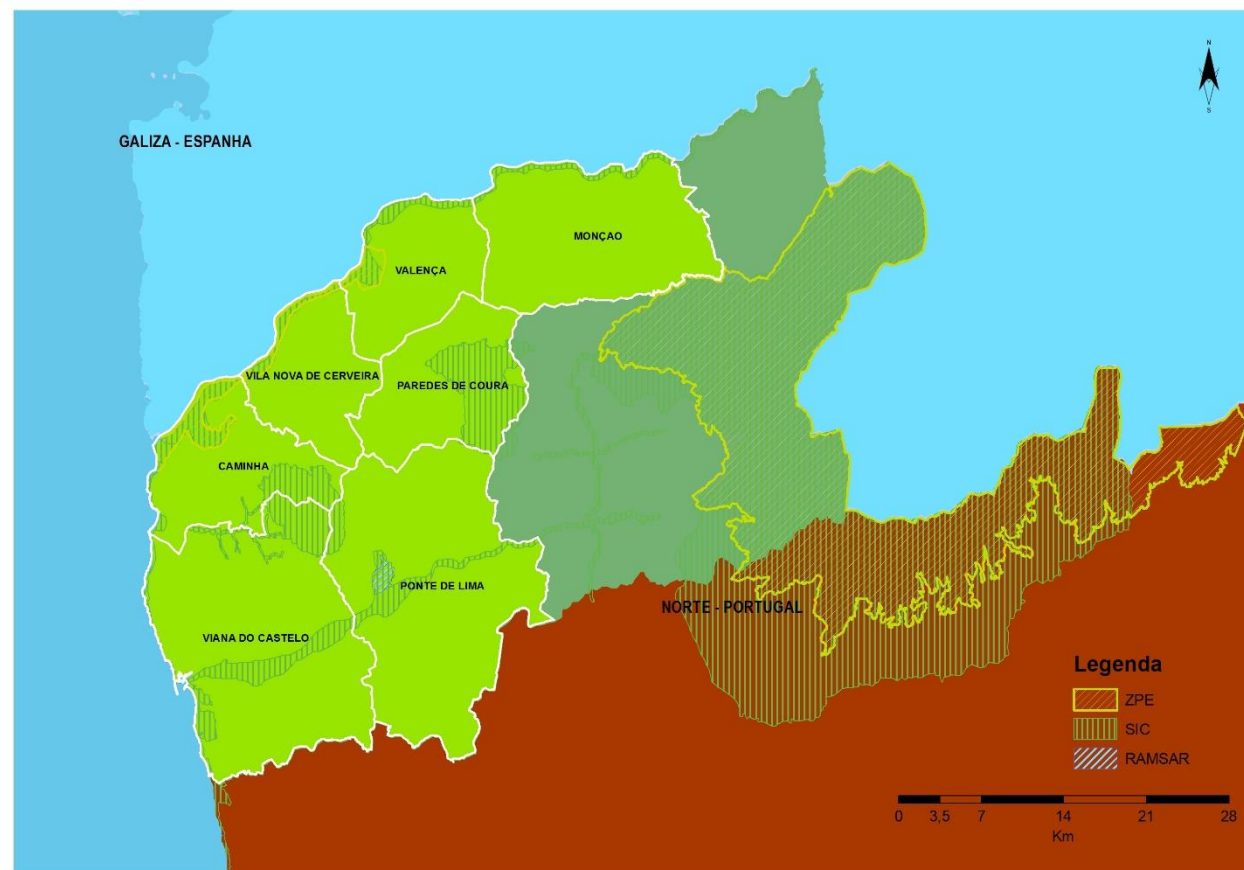 N
S
GALIZA - ESPANHA
MONÇAO
VALENÇA
VILA NOVA DE CERVEIRA
PAREDES DE COURA
CAMINHA
PONTE DE LIMA
NORTE - PORTUGAL
VIANA DO CASTELO
Legenda
ZPE
SIC
RAMSAR
0 3,5 7 14 21 28
Km